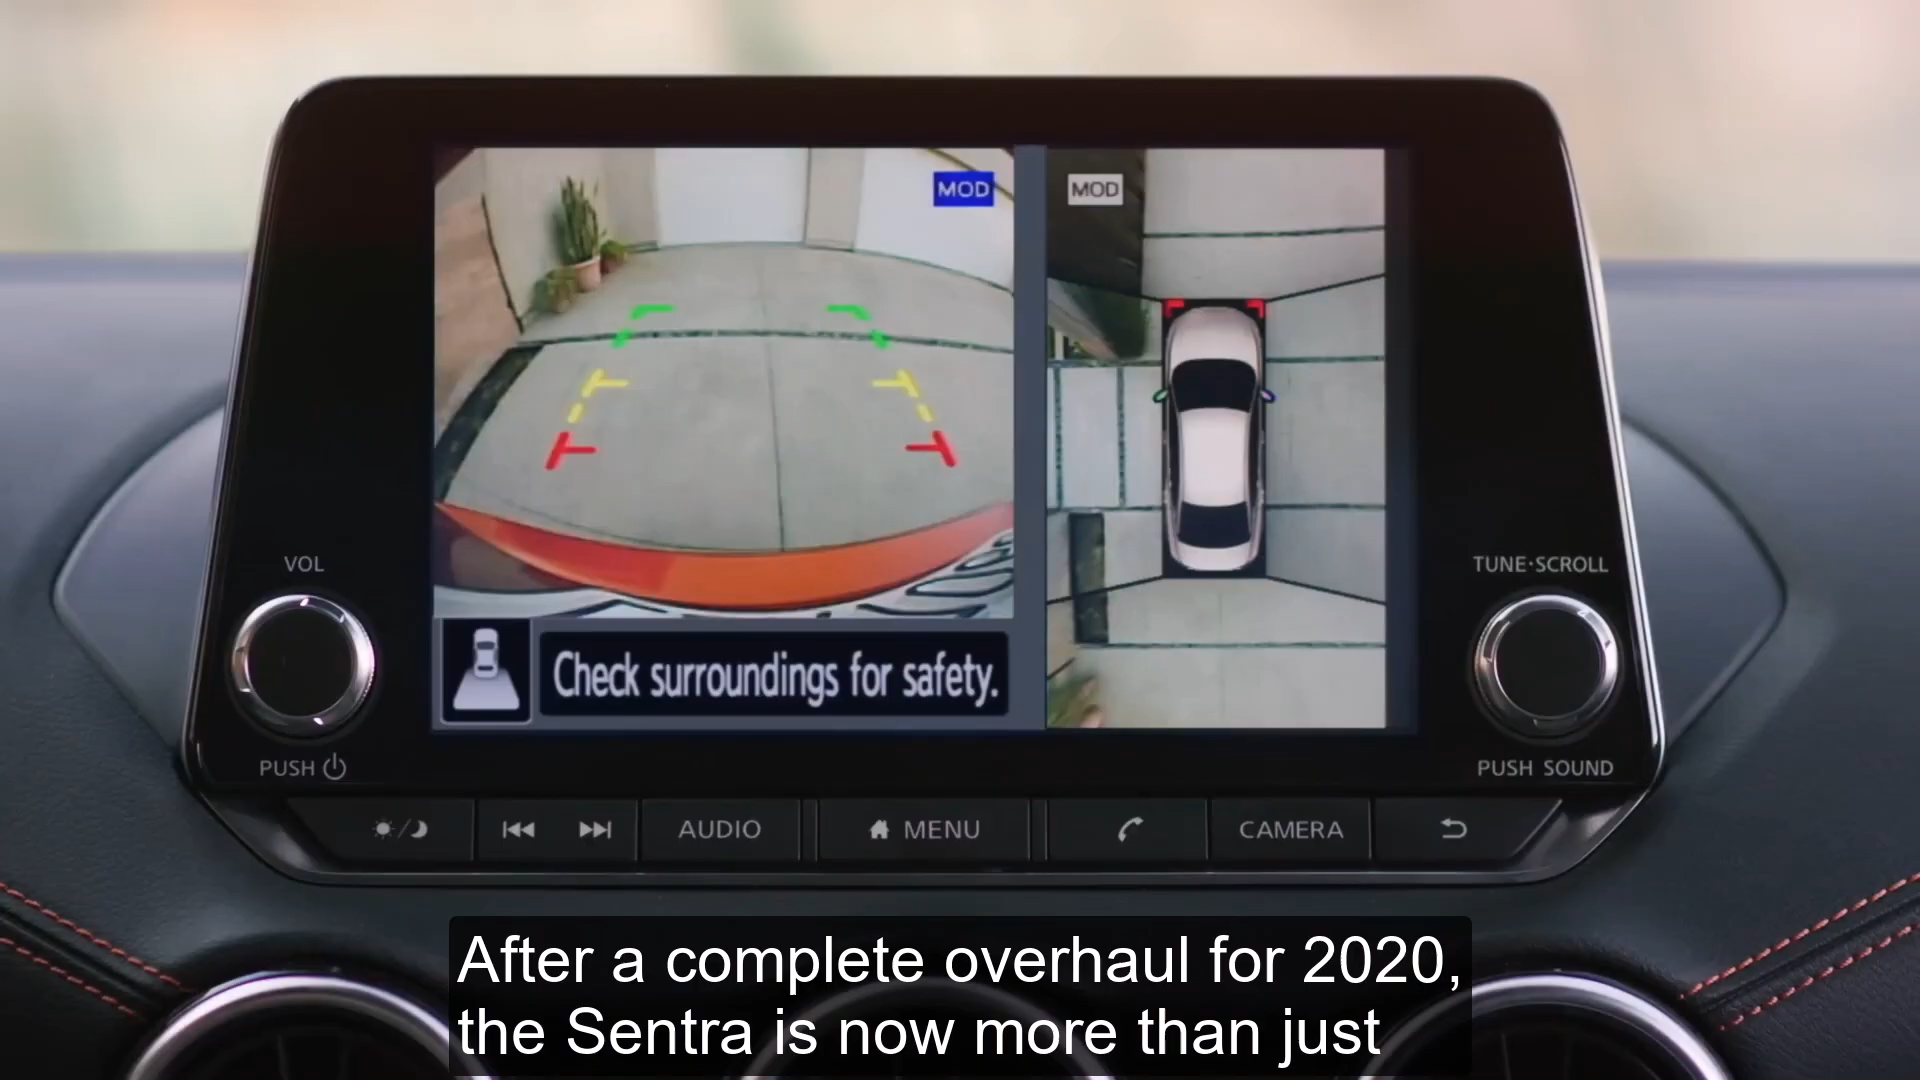 MOD
MOD
VOL
TUNE·SCROLL
Check surroundings for safety.
PUSH
PUSH SOUND
AUDIO
MENU
CAMERA
After a complete overhaul for 2020,
the Sentra is now more than just